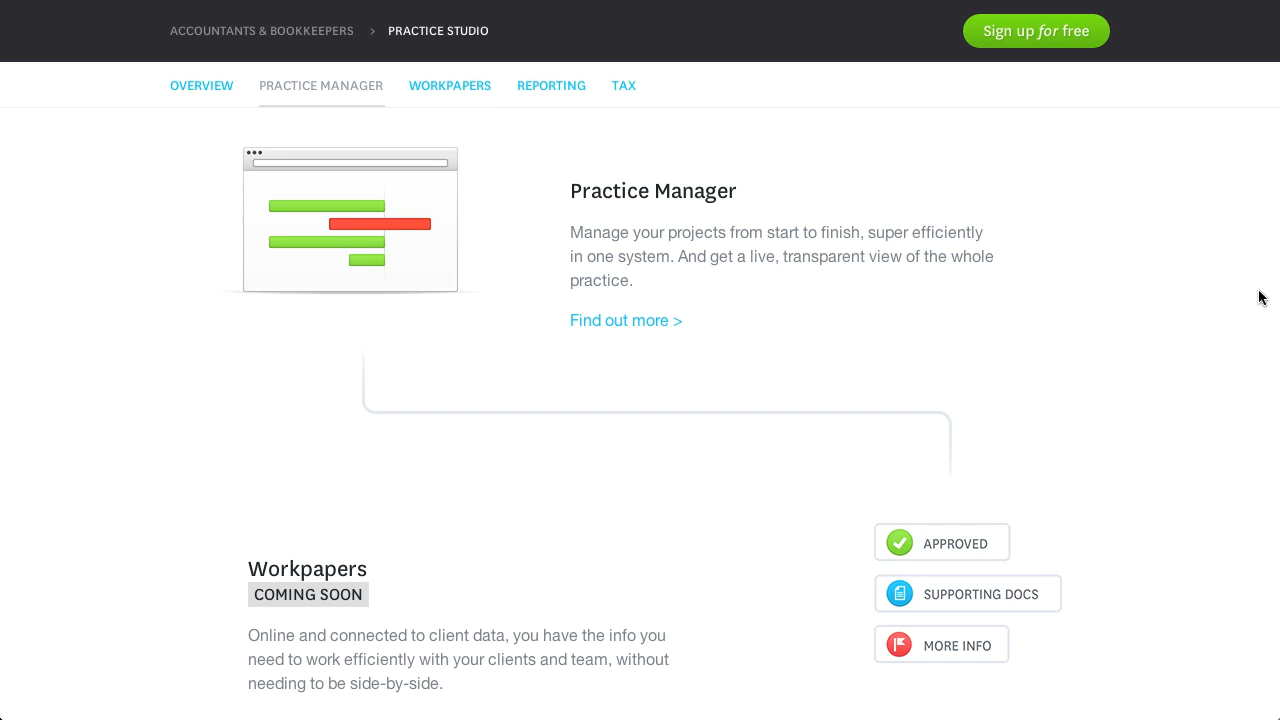 ACCOUNTANTS & BOOKKEEPERS > PRACTICE STUDIO
Sign up for free
OVERVIEW PRACTICE MANAGER WORKPAPERS REPORTING TAX
Practice Manager
Manage your projects from start to finish, super efficiently
in one system. And get a live, transparent view of the whole
practice.
Find out more >
Workpapers
COMING SOON
Online and connected to client data, you have the info you
need to work efficiently with your clients and team, without
needing to be side-by-side.
APPROVED
SUPPORTING DOCS
MORE INFO